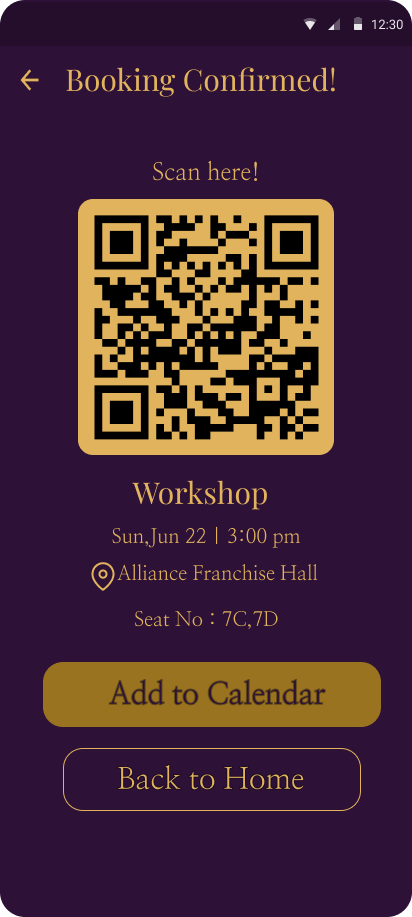 12:30
Booking Confirmed!
Scan here!
Workshop
Sun,Jun 22 | 3:00 pm
Alliance Franchise Hall
Seat No : 7C,7D
Add to Calendar
Back to Home